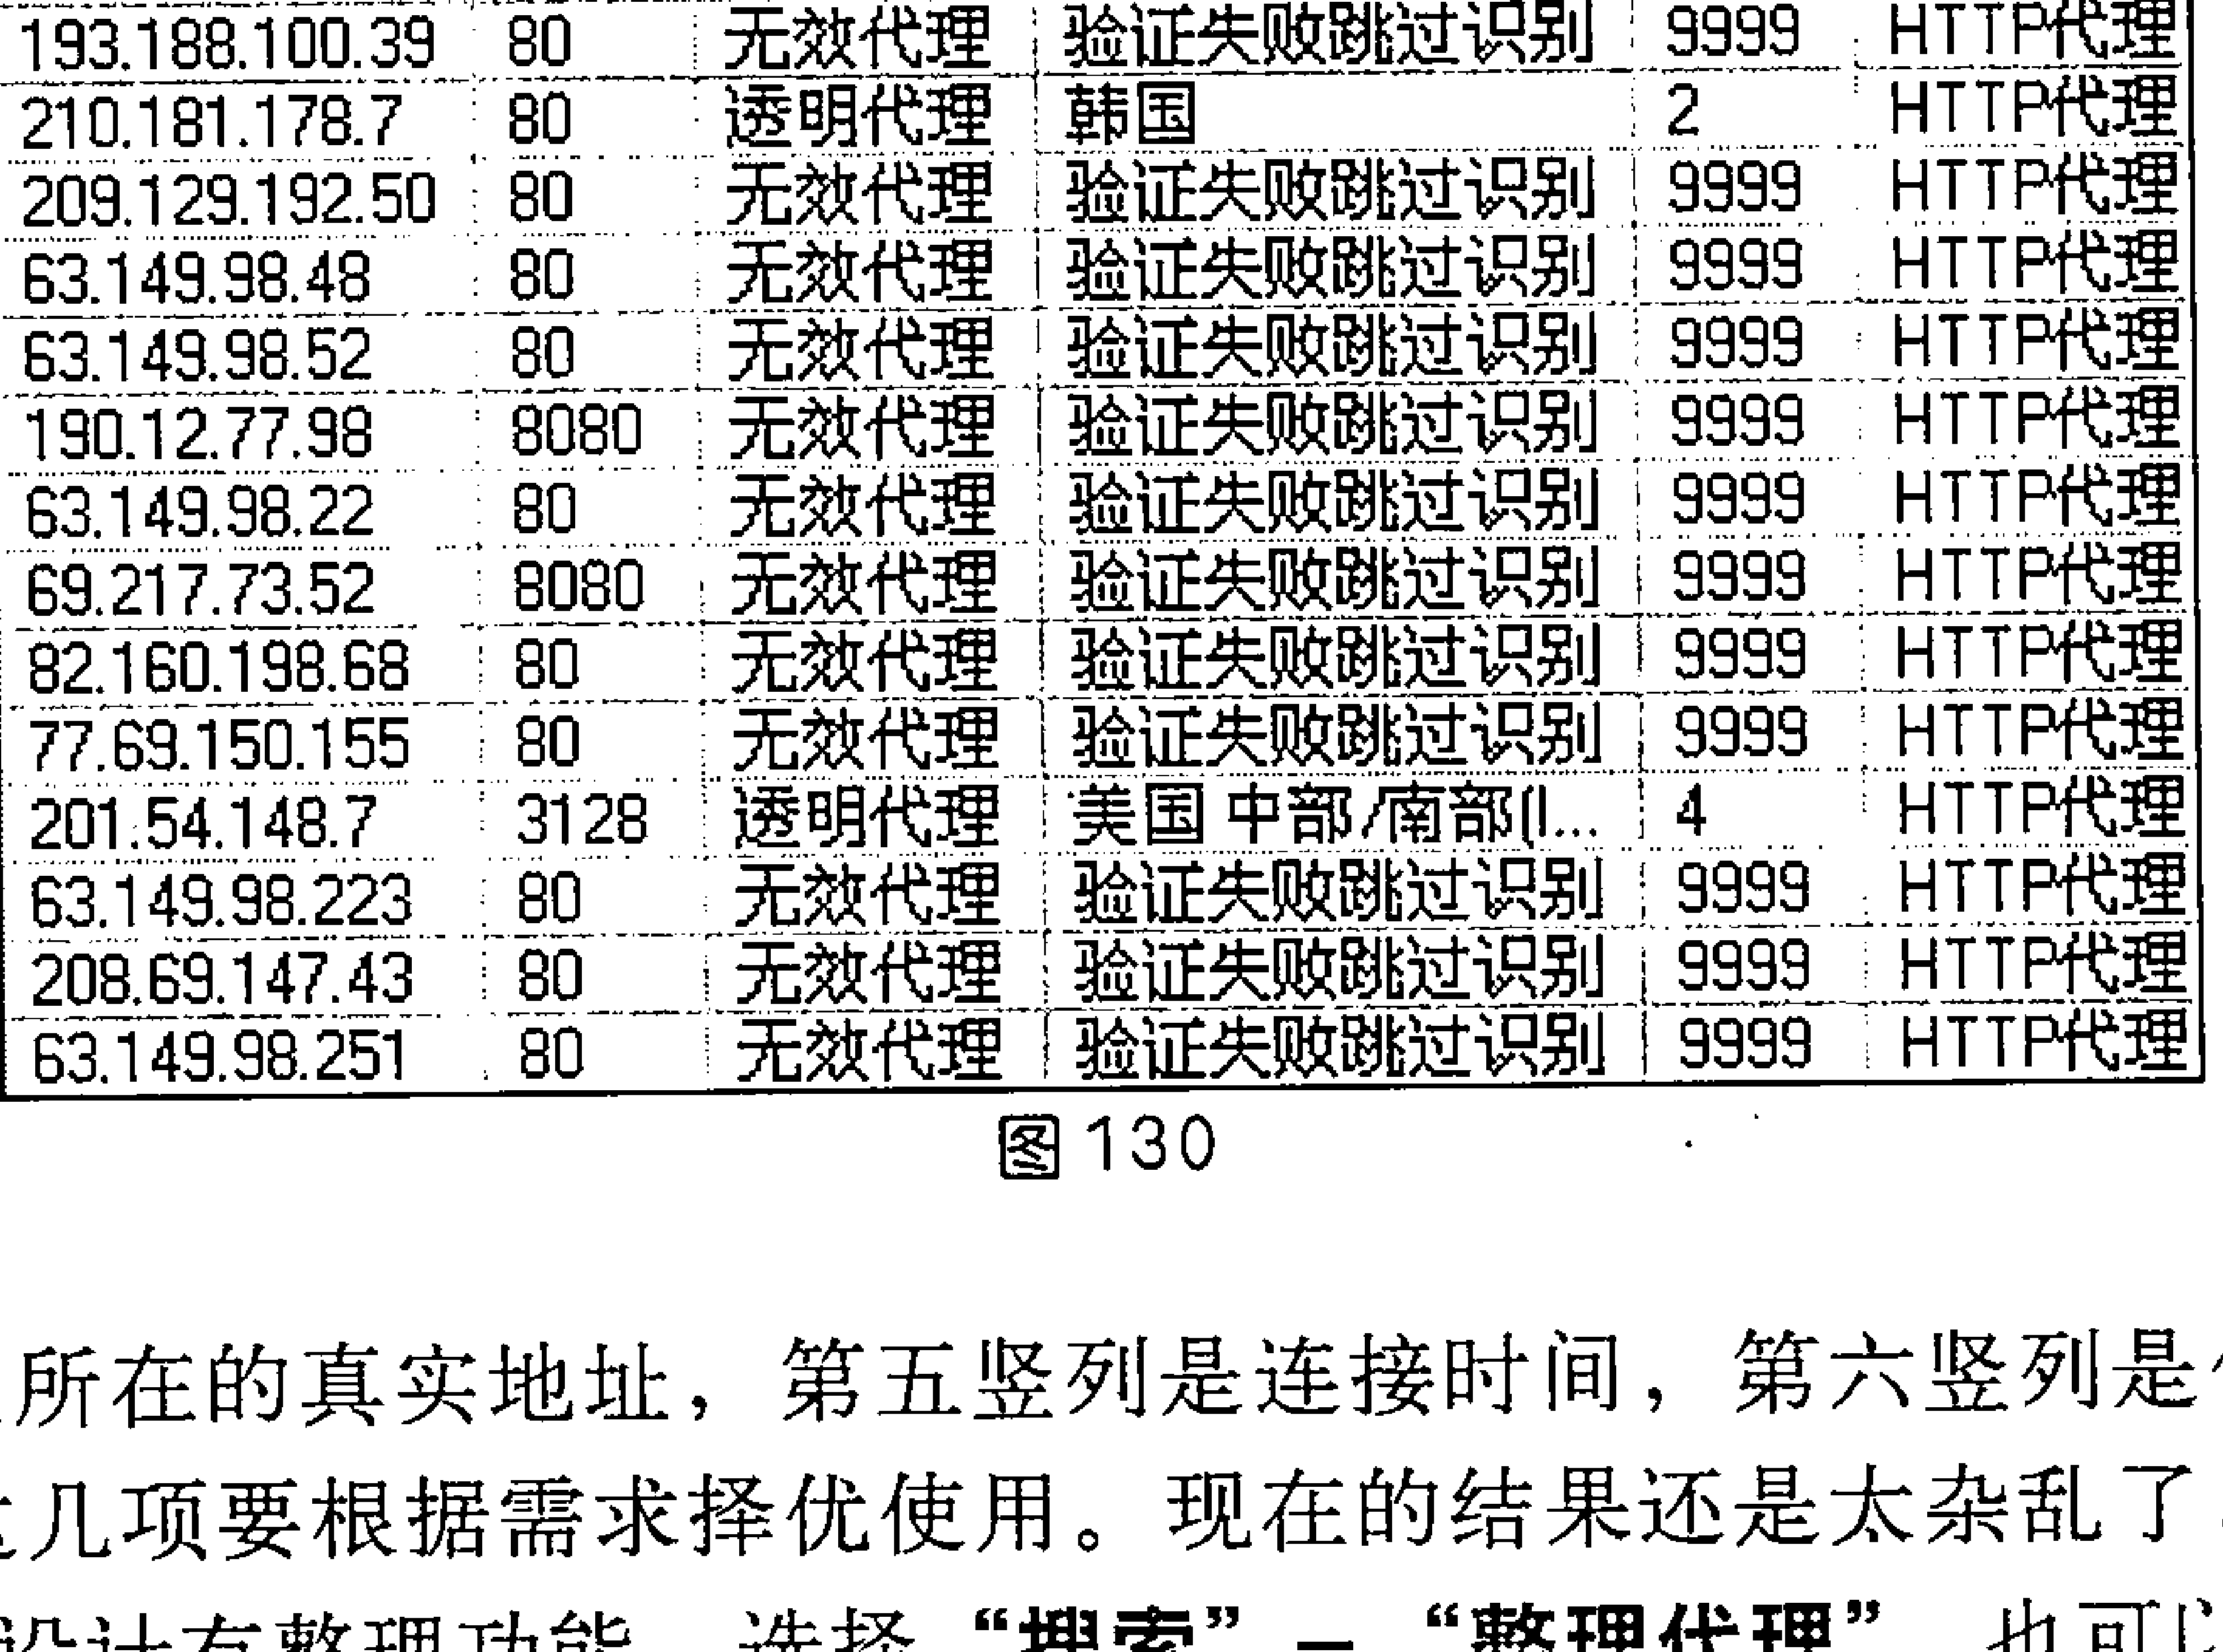 193.188.100.39 80 无效代理 验证失败跳过识别 9999 HTTP代理
210.181.178.7 80 透明代理 韩国 2 HTTP代理
209.129.192.50 80 无效代理 验证失败跳过识别 9999 HTTP代理
63.149.98.48 80 无效代理 验证失败跳过识别 9999 HTTP代理
63.149.98.52 80 无效代理 验证失败跳过识别 9999 HTTP代理
190.12.77.98 8080 无效代理 验证失败跳过识别 9999 HTTP代理
63.149.98.22 80 无效代理 验证失败跳过识别 9999 HTTP代理
69.217.73.52 8080 无效代理 验证失败跳过识别 9999 HTTP代理
82.160.198.68 80 无效代理 验证失败跳过识别 9999 HTTP代理
77.69.150.155 80 无效代理 验证失败跳过识别 9999 HTTP代理
201.54.148.7 3128 透明代理 美国 中部/南部(I... 4 HTTP代理
63.149.98.223 80 无效代理 验证失败跳过识别 9999 HTTP代理
208.69.147.43 80 无效代理 验证失败跳过识别 9999 HTTP代理
63.149.98.251 80 无效代理 验证失败跳过识别 9999 HTTP代理
图130
所在的真实地址，第五竖列是连接时间，第六竖列是
几项要根据需求择优使用。现在的结果还是太杂乱了
设计有整理功能 选择 “搜索”－“整理代理” 也可以